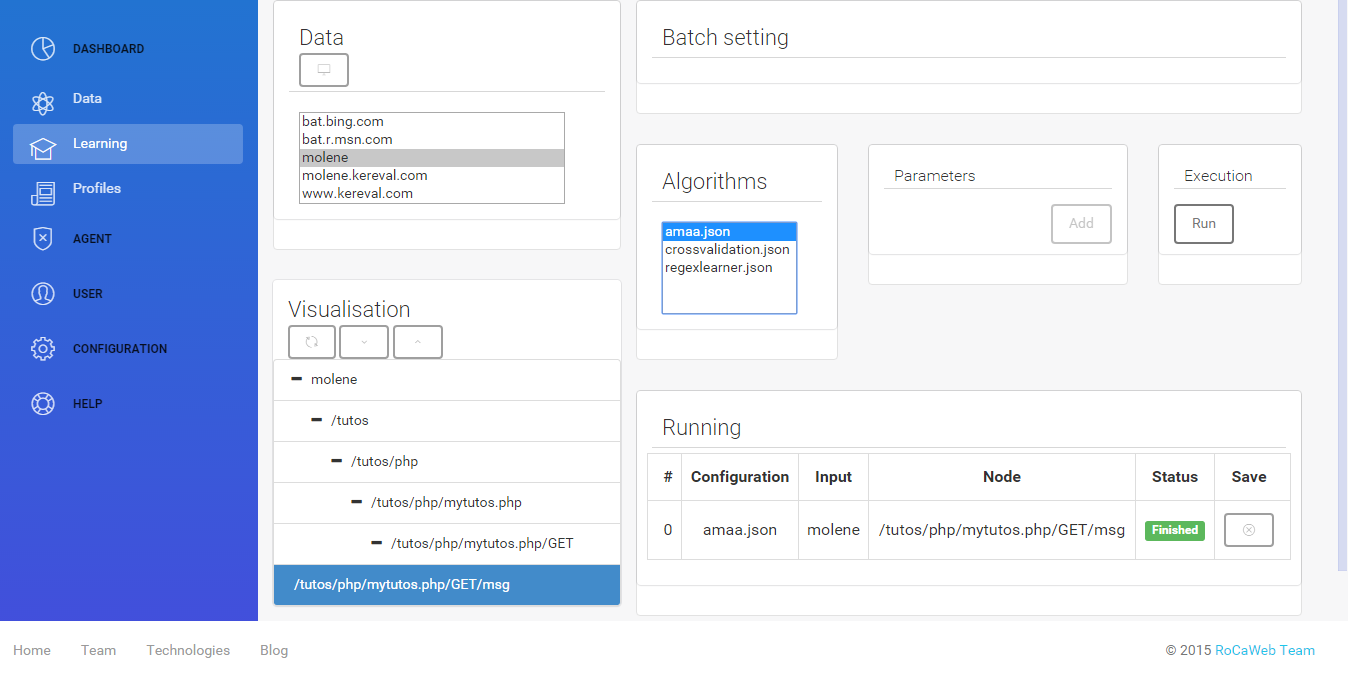 DASHBOARD
Data
Learning
Profiles
AGENT
USER
CONFIGURATION
HELP
Data
bat.bing.com
bat.r.msn.com
molene
molene.kereval.com
www.kereval.com
Visualisation
molene
/tutos
/tutos/php
/tutos/php/mytutos.php
/tutos/php/mytutos.php/GET
/tutos/php/mytutos.php/GET/msg
Batch setting
Algorithms
amaa.json
crossvalidation.json
regexlearner.json
Parameters
Add
Execution
Run
Running
# Configuration Input Node Status Save
0 amaa.json molene /tutos/php/mytutos.php/GET/msg Finished
Home Team Technologies Blog
© 2015 RoCaWeb Team